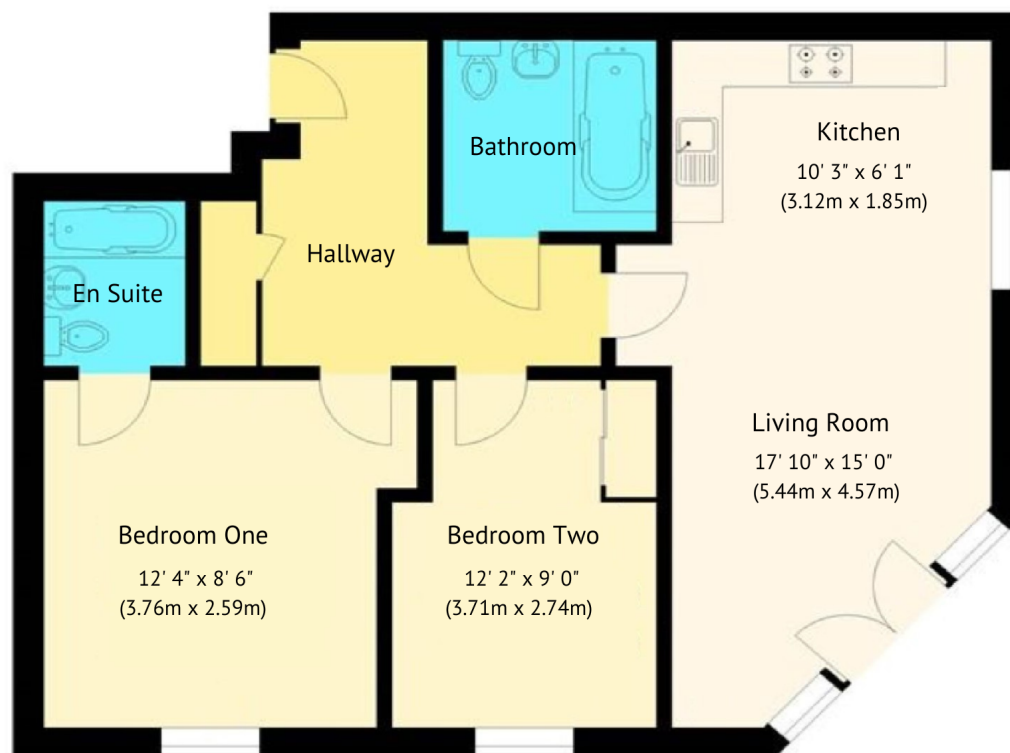 Kitchen
10' 3" x 6' 1"
(3.12m x 1.85m)
Bathroom
Hallway
En Suite
Living Room
17' 10" x 15' 0"
(5.44m x 4.57m)
Bedroom One
12' 4" x 8' 6"
(3.76m x 2.59m)
Bedroom Two
12' 2" x 9' 0"
(3.71m x 2.74m)